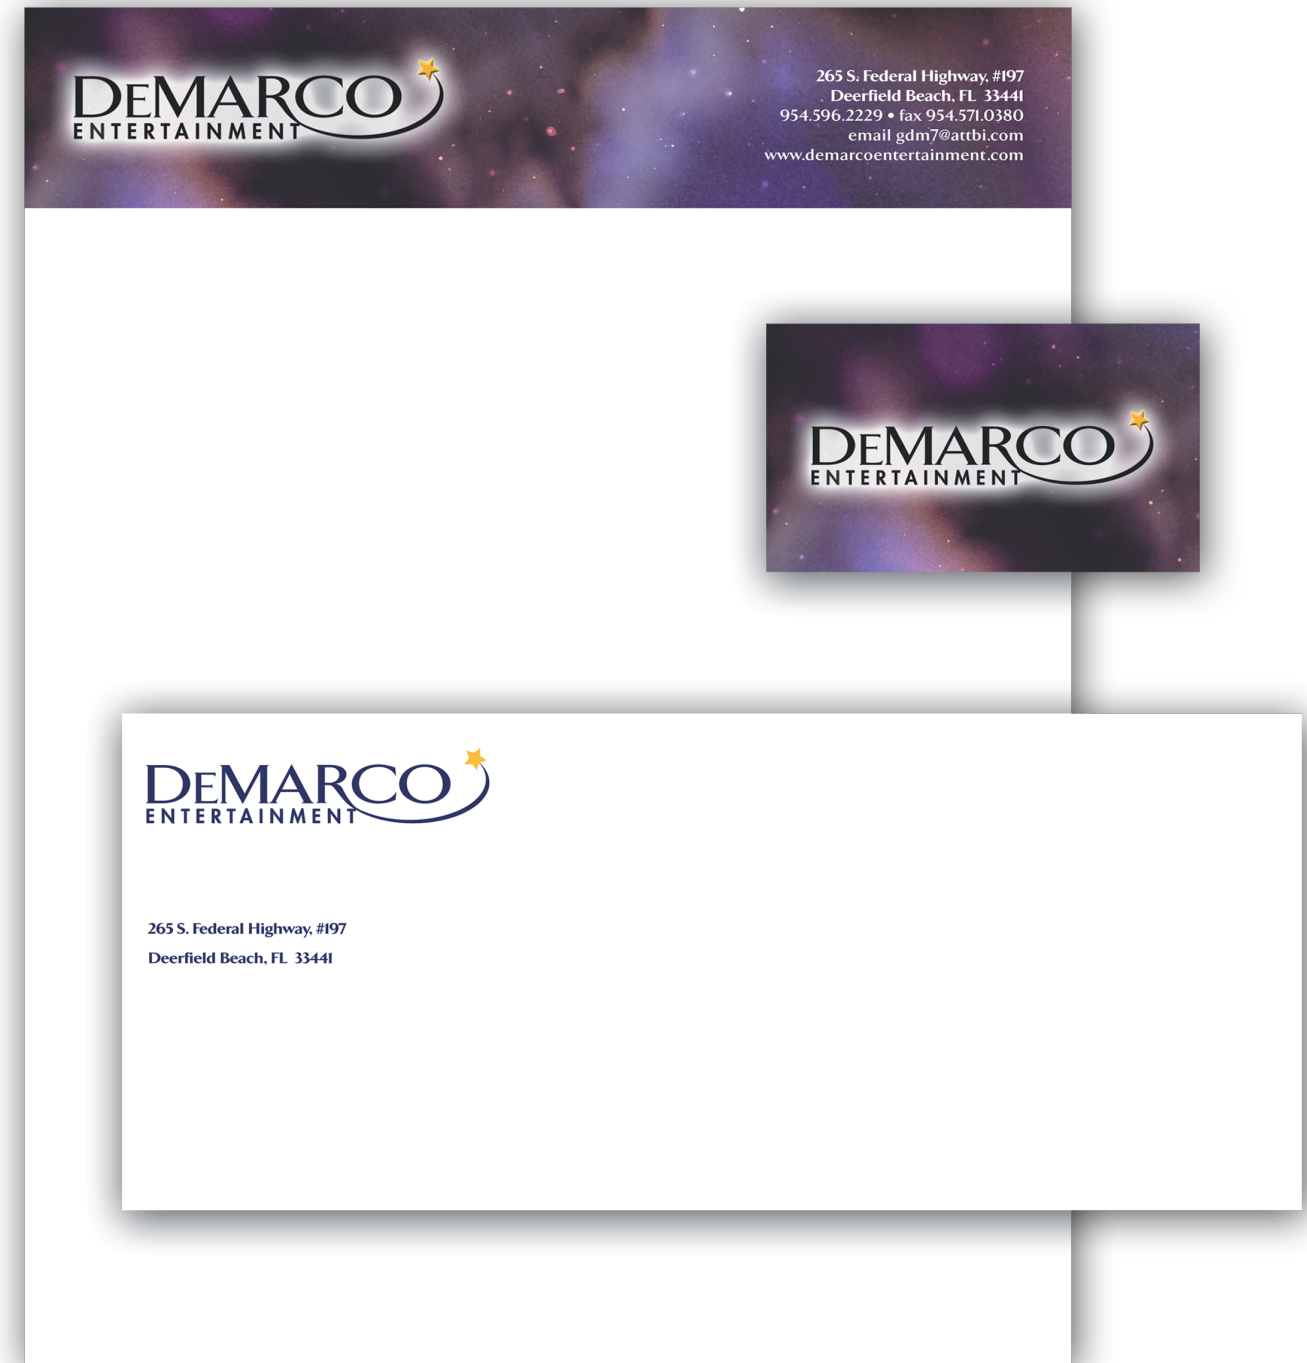 DEMARCO
ENTERTAINMENT
265 S. Federal Highway, #197
Deerfield Beach, FL 33441
954.596.2229 • fax 954.571.0380
email gdm7@attbi.com
www.demarcoentertainment.com
DEMARCO
ENTERTAINMENT
DEMARCO
ENTERTAINMENT
265 S. Federal Highway, #197
Deerfield Beach, FL 33441